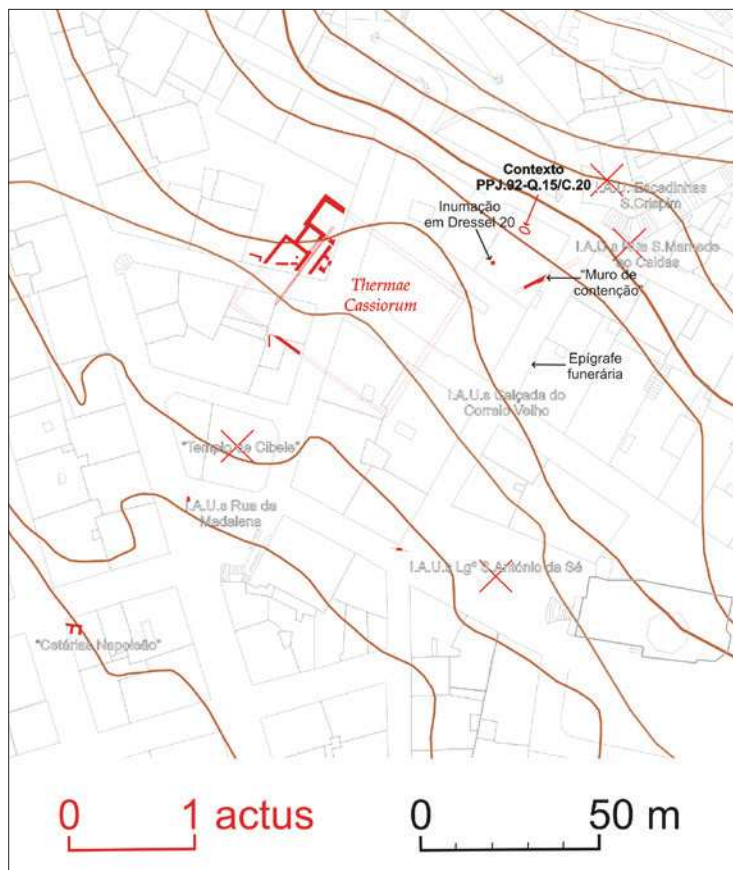 Contexto
PPJ.92-Q.15/C.20
Inumação
em Dressel 20
I.A.U. Escadinhas
S.Crispim
I.A.U.s Rua S.Mamede
ao Caldas
"Muro de
contenção"
Thermae
Cassiorum
Epígrafe
funerária
I.A.U.s Calçada do
Correio Velho
"Templo de Cibele"
I.A.U.s Rua da
Madalena
I.A.U.s Lgº S.António da Sé
"Cetárias Napoleão"
0 1 actus
0 50 m